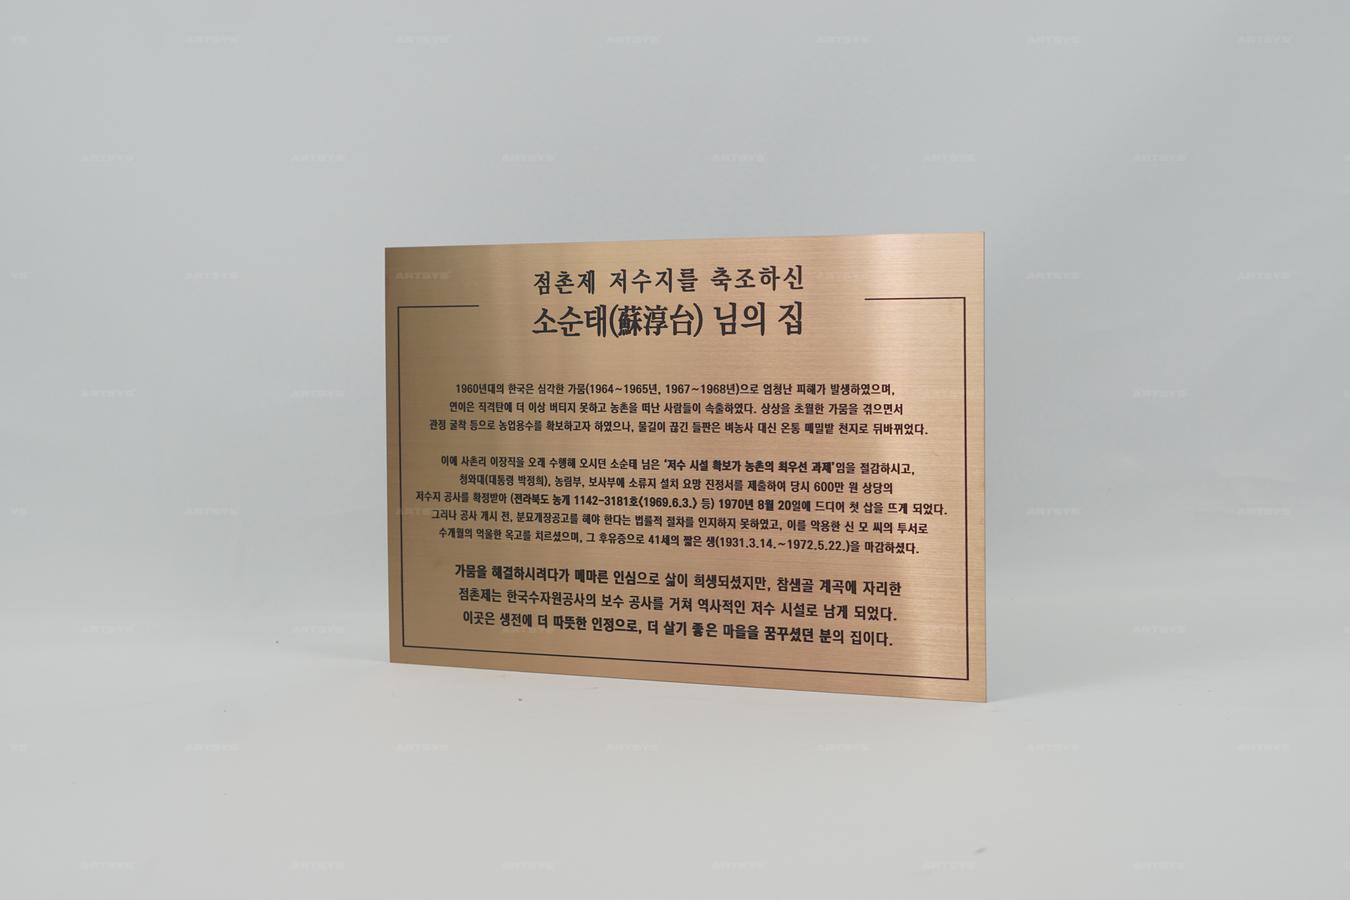 점촌제 저수지를 축조하신
소순태(蘇淳台) 님의 집
1960년대의 한국은 심각한 가뭄(1964~1965년, 1967~1968년)으로 엄청난 피해가 발생하였으며,
연이은 직격탄에 더 이상 버티지 못하고 농촌을 떠난 사람들이 속출하였다. 상상을 초월한 가뭄을 겪으면서
관정 굴착 등으로 농업용수를 확보하고자 하였으나, 물길이 끊긴 들판은 벼농사 대신 온통 메밀밭 천지로 뒤바뀌었다.
이에 사촌리 이장직을 오래 수행해 오시던 소순태 님은 '저수 시설 확보가 농촌의 최우선 과제'임을 절감하시고,
청와대(대통령 박정희), 농림부, 보사부에 소류지 설치 요망 진정서를 제출하여 당시 600만 원 상당의
저수지 공사를 확정받아 (전라북도 농개 1142-3181호<1969.6.3.> 등) 1970년 8월 20일에 드디어 첫 삽을 뜨게 되었다.
그러나 공사 개시 전, 분묘개장공고를 해야 한다는 법률적 절차를 인지하지 못하였고, 이를 악용한 신 모 씨의 투서로
수개월의 억울한 옥고를 치르셨으며, 그 후유증으로 41세의 짧은 생(1931.3.14.~1972.5.22.)을 마감하셨다.
가뭄을 해결하시려다가 메마른 인심으로 삶이 희생되셨지만, 참샘골 계곡에 자리한
점촌제는 한국수자원공사의 보수 공사를 거쳐 역사적인 저수 시설로 남게 되었다.
이곳은 생전에 더 따뜻한 인정으로, 더 살기 좋은 마을을 꿈꾸셨던 분의 집이다.